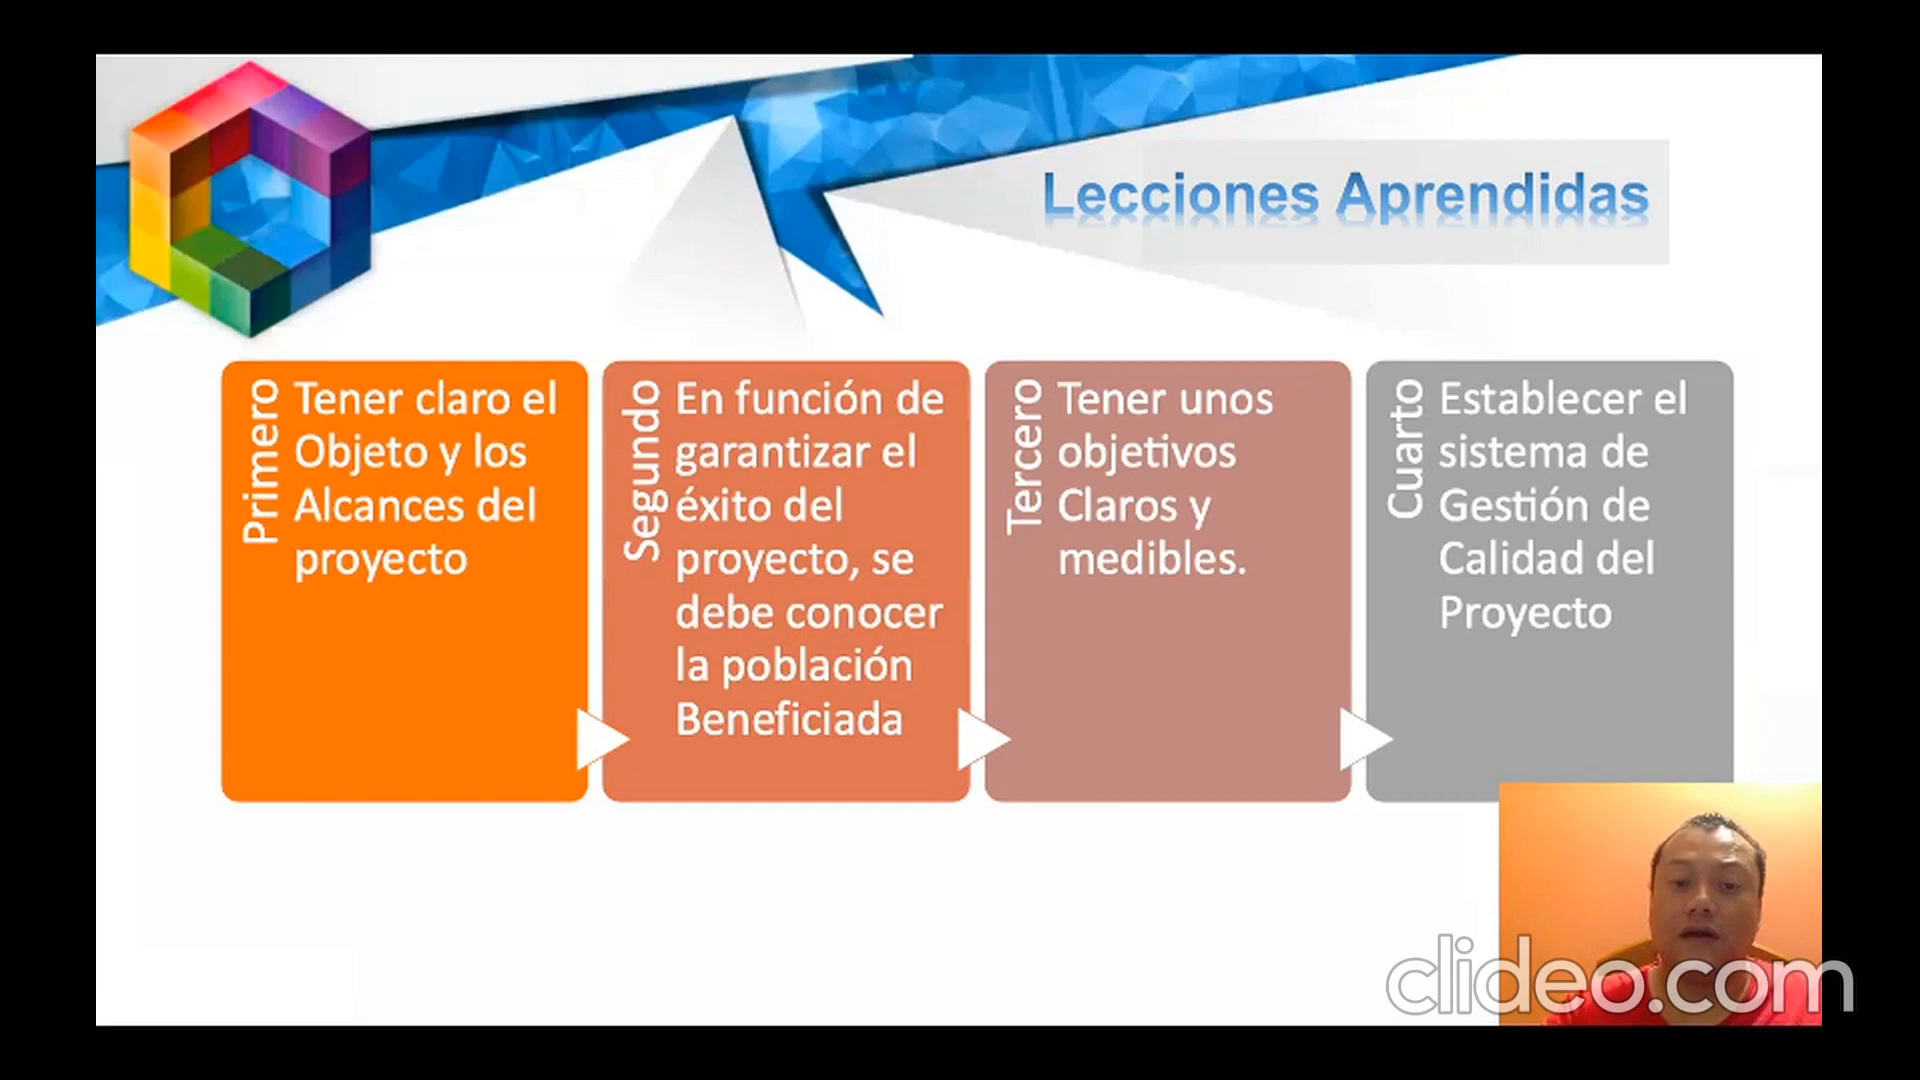 Lecciones Aprendidas
Primero
Tener claro el
Objeto y los
Alcances del
proyecto
Segundo
En función de
garantizar el
éxito del
proyecto, se
debe conocer
la población
Beneficiada
Tercero
Tener unos
objetivos
Claros y
medibles.
Cuarto
Establecer el
sistema de
Gestión de
Calidad del
Proyecto
clideo.com